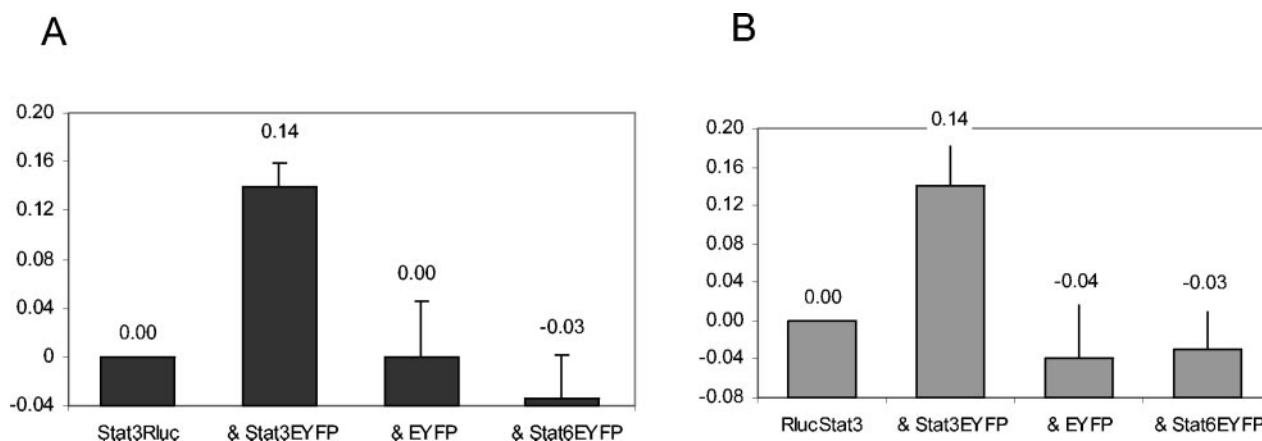 A
0.20
0.16
0.12
0.08
0.04
0
-0.04
0.00
0.14
0.00
-0.03
Stat3Rluc
& Stat3EYFP
& EYFP
& Stat6EYFP
B
0.20
0.16
0.12
0.08
0.04
0.00
-0.04
-0.08
0.00
0.14
-0.04
-0.03
RlucStat3
& Stat3EYFP
& EYFP
& Stat6EYFP